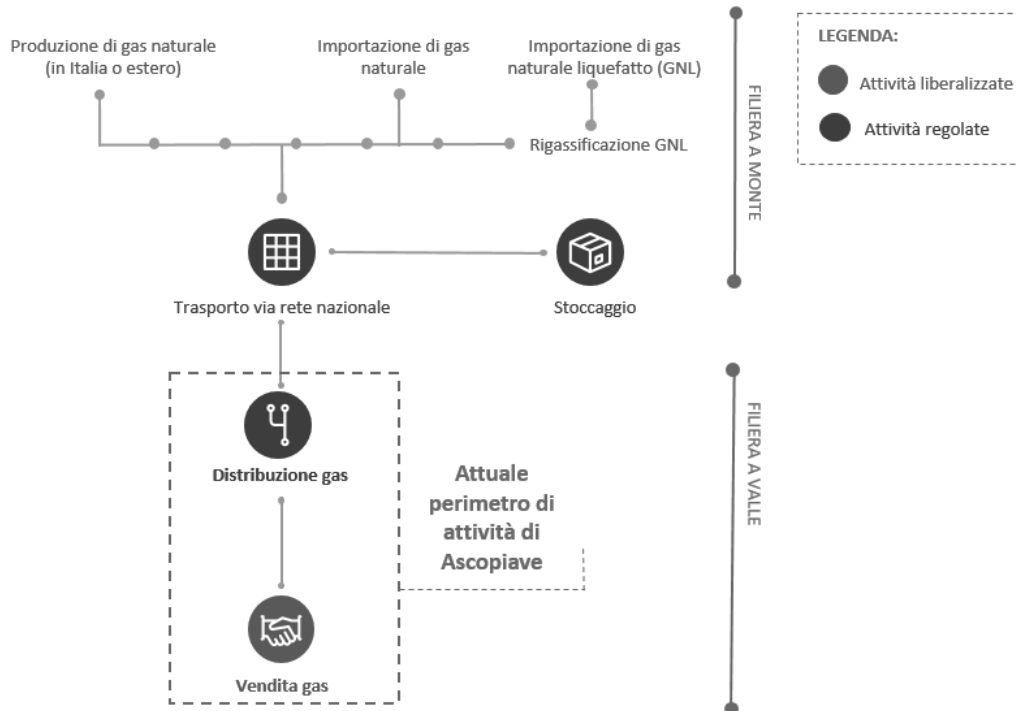 Produzione di gas naturale
(in Italia o estero)
Importazione di gas
naturale
Importazione di gas
naturale liquefatto (GNL)
Rigassificazione GNL
Trasporto via rete nazionale
Stoccaggio
FILIERA A MONTE
LEGENDA:
Attività liberalizzate
Attività regolate
Distribuzione gas
Attuale
perimetro di
attività di
Ascopiave
Vendita gas
FILIERA A VALLE